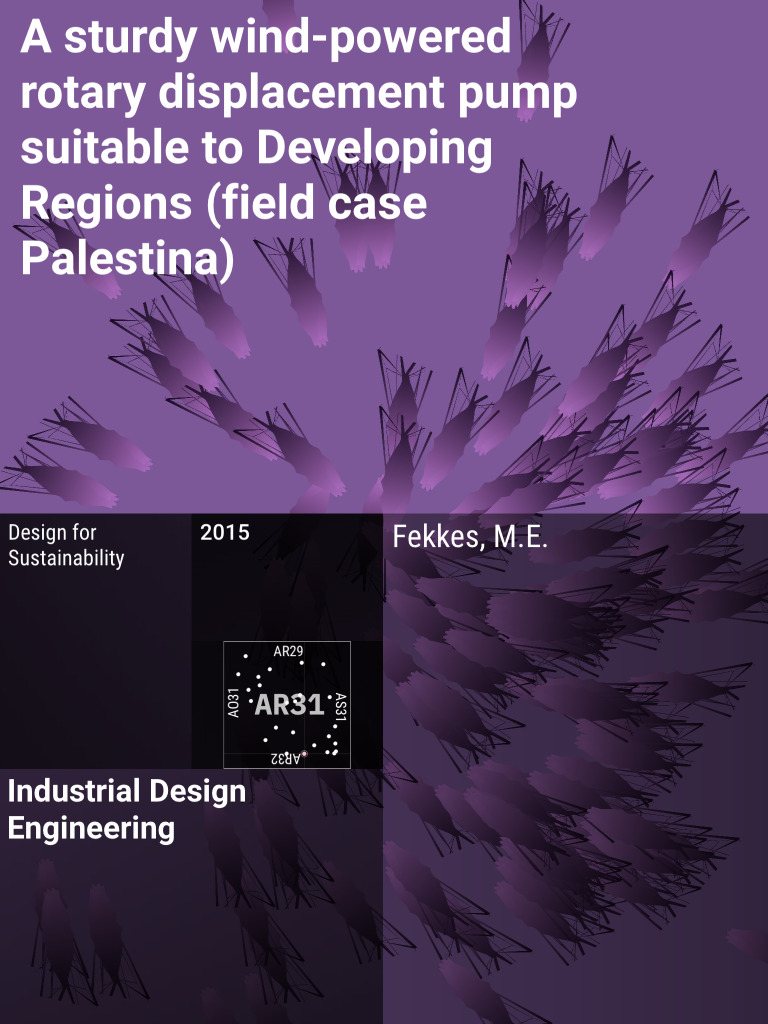 A sturdy wind-powered
rotary displacement pump
suitable to Developing
Regions (field case
Palestina)
Design for
Sustainability
2015
Fekkes, M.E.
AR29
AO31
AR31
AS31
AR32
Industrial Design
Engineering